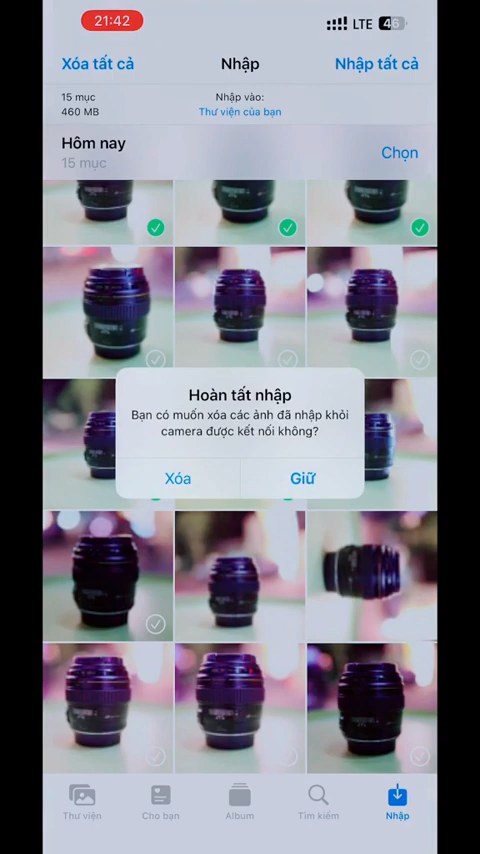 21:42
LTE 46
Xóa tất cả
Nhập
Nhập tất cả
15 mục
460 MB
Nhập vào:
Thư viện của bạn
Hôm nay
15 mục
Chọn
Hoàn tất nhập
Bạn có muốn xóa các ảnh đã nhập khỏi
camera được kết nối không?
Xóa
Giữ
Thư viện
Cho bạn
Album
Tìm kiếm
Nhập